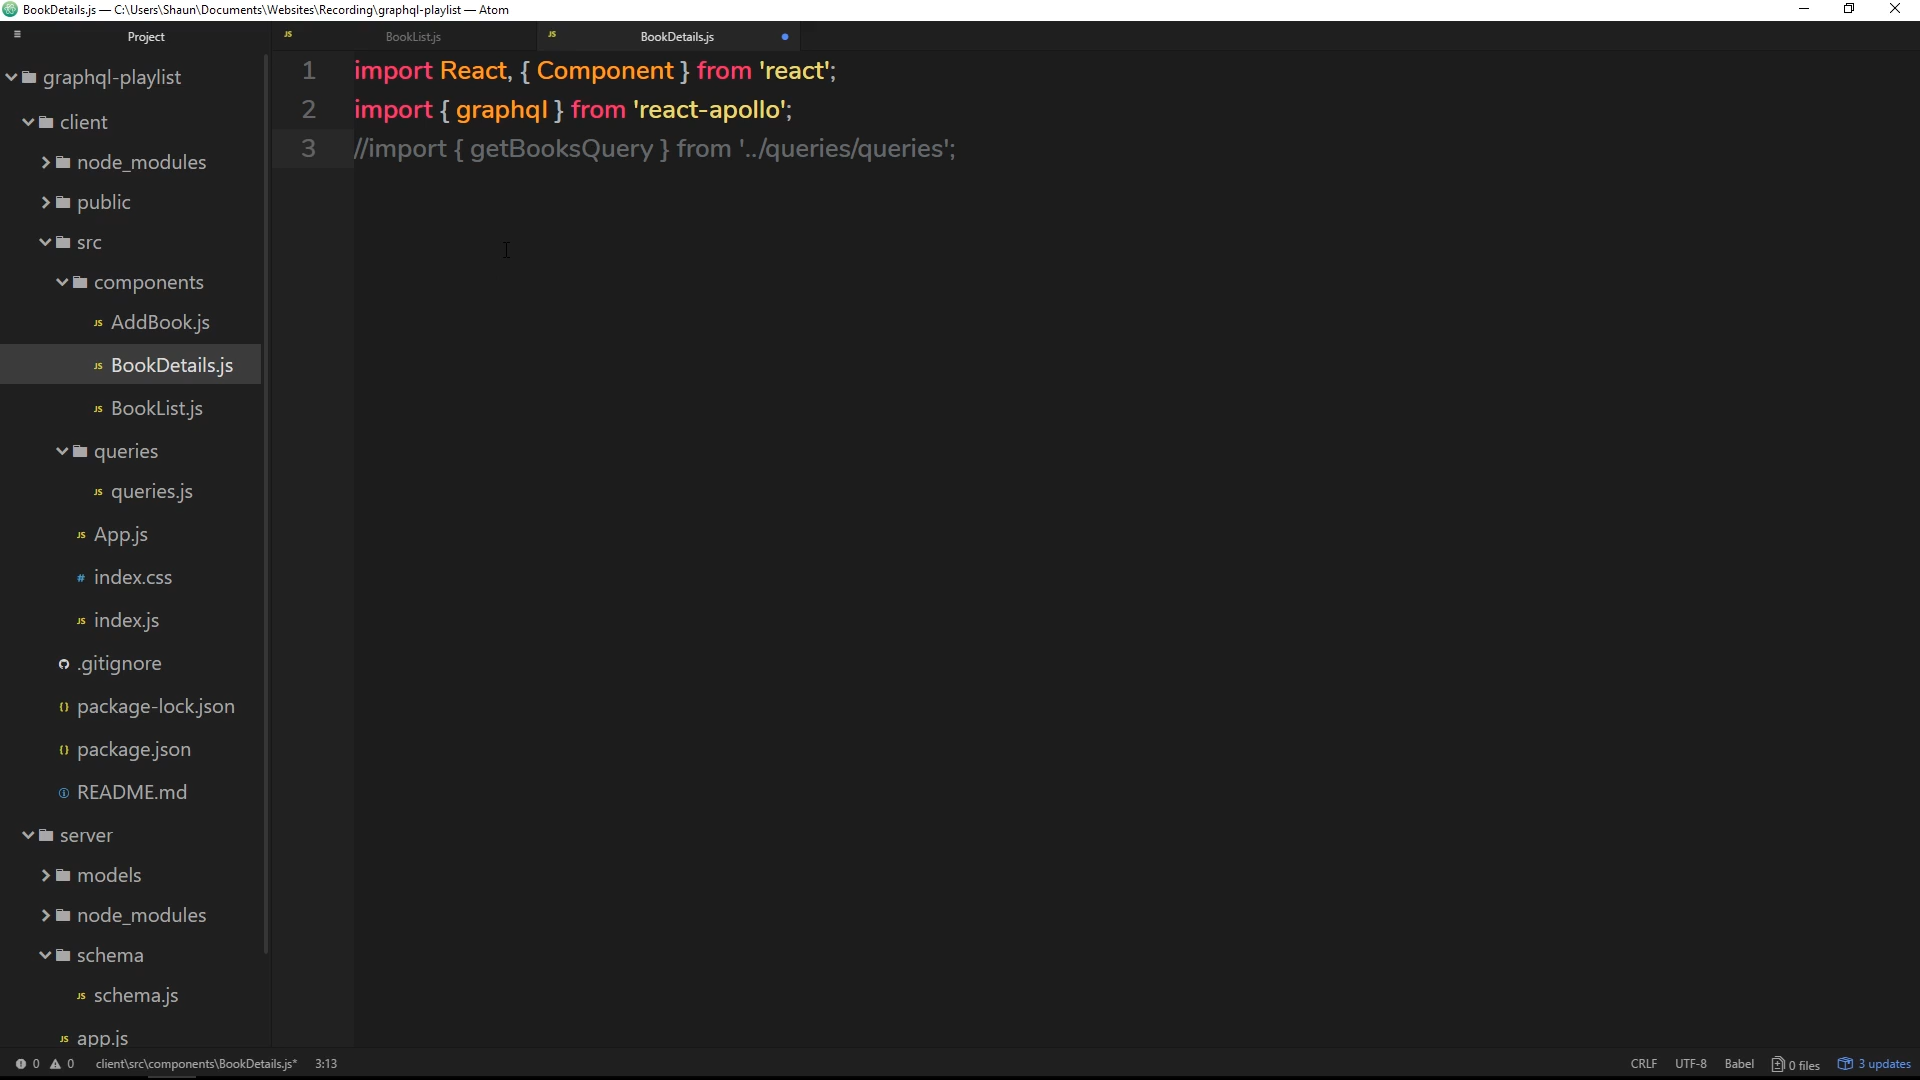 BookDetails.js — C:\Users\Shaun\Documents\Websites\Recording\graphql-playlist — Atom
Project
BookList.js
BookDetails.js
graphql-playlist
client
node_modules
public
src
components
AddBook.js
BookDetails.js
BookList.js
queries
queries.js
App.js
index.css
index.js
.gitignore
package-lock.json
package.json
README.md
server
models
node_modules
schema
schema.js
app.js
1 import React, { Component } from 'react';
2 import { graphql } from 'react-apollo';
3 //import { getBooksQuery } from '../queries/queries';
0 0 client\src\components\BookDetails.js* 3:13 CRLF UTF-8 Babel 0 files 3 updates